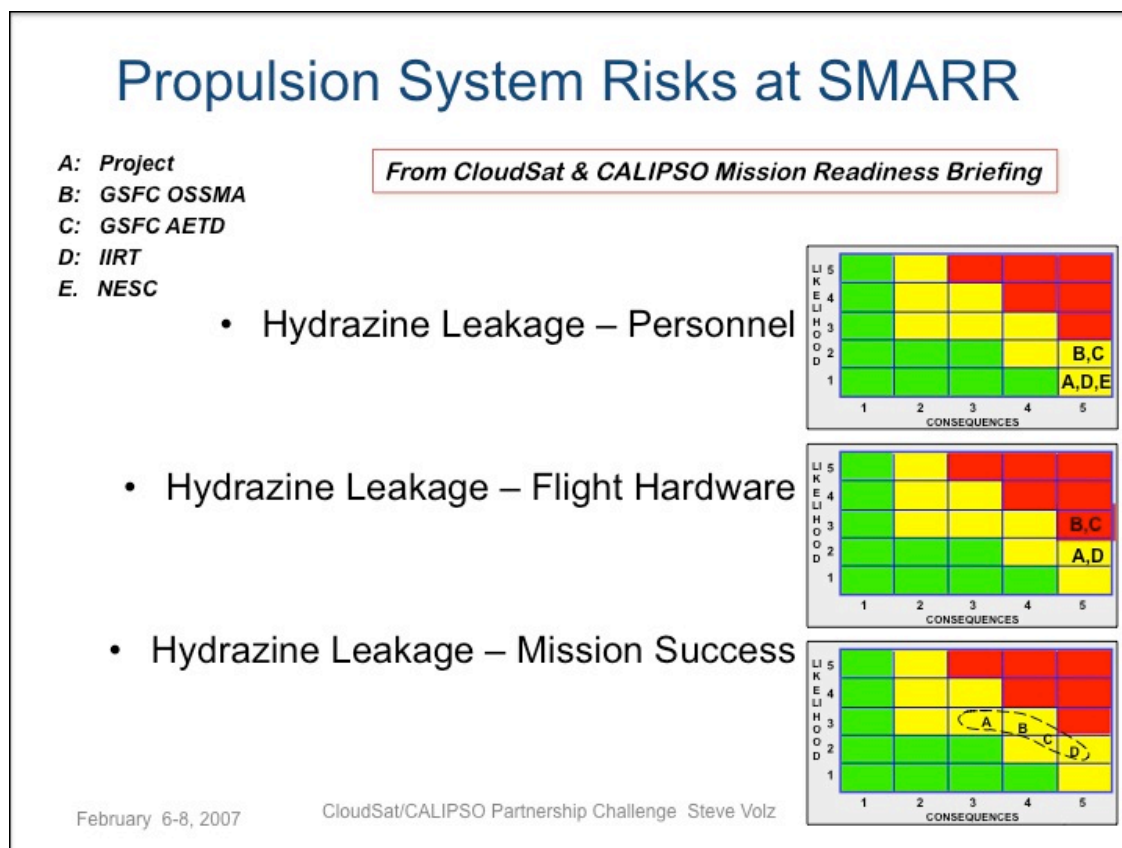 Propulsion System Risks at SMARR
A: Project
B: GSFC OSSMA
C: GSFC AETD
D: IIRT
E. NESC
From CloudSat & CALIPSO Mission Readiness Briefing
• Hydrazine Leakage – Personnel
LIKELIHOOD
5
4
3
2 B,C
1 A,D,E
1 2 3 4 5
CONSEQUENCES
• Hydrazine Leakage – Flight Hardware
LIKELIHOOD
5
4
3 B,C
2 A,D
1
1 2 3 4 5
CONSEQUENCES
• Hydrazine Leakage – Mission Success
LIKELIHOOD
5
4
3 A B
C
2 D
1
1 2 3 4 5
CONSEQUENCES
February 6-8, 2007
CloudSat/CALIPSO Partnership Challenge Steve Volz